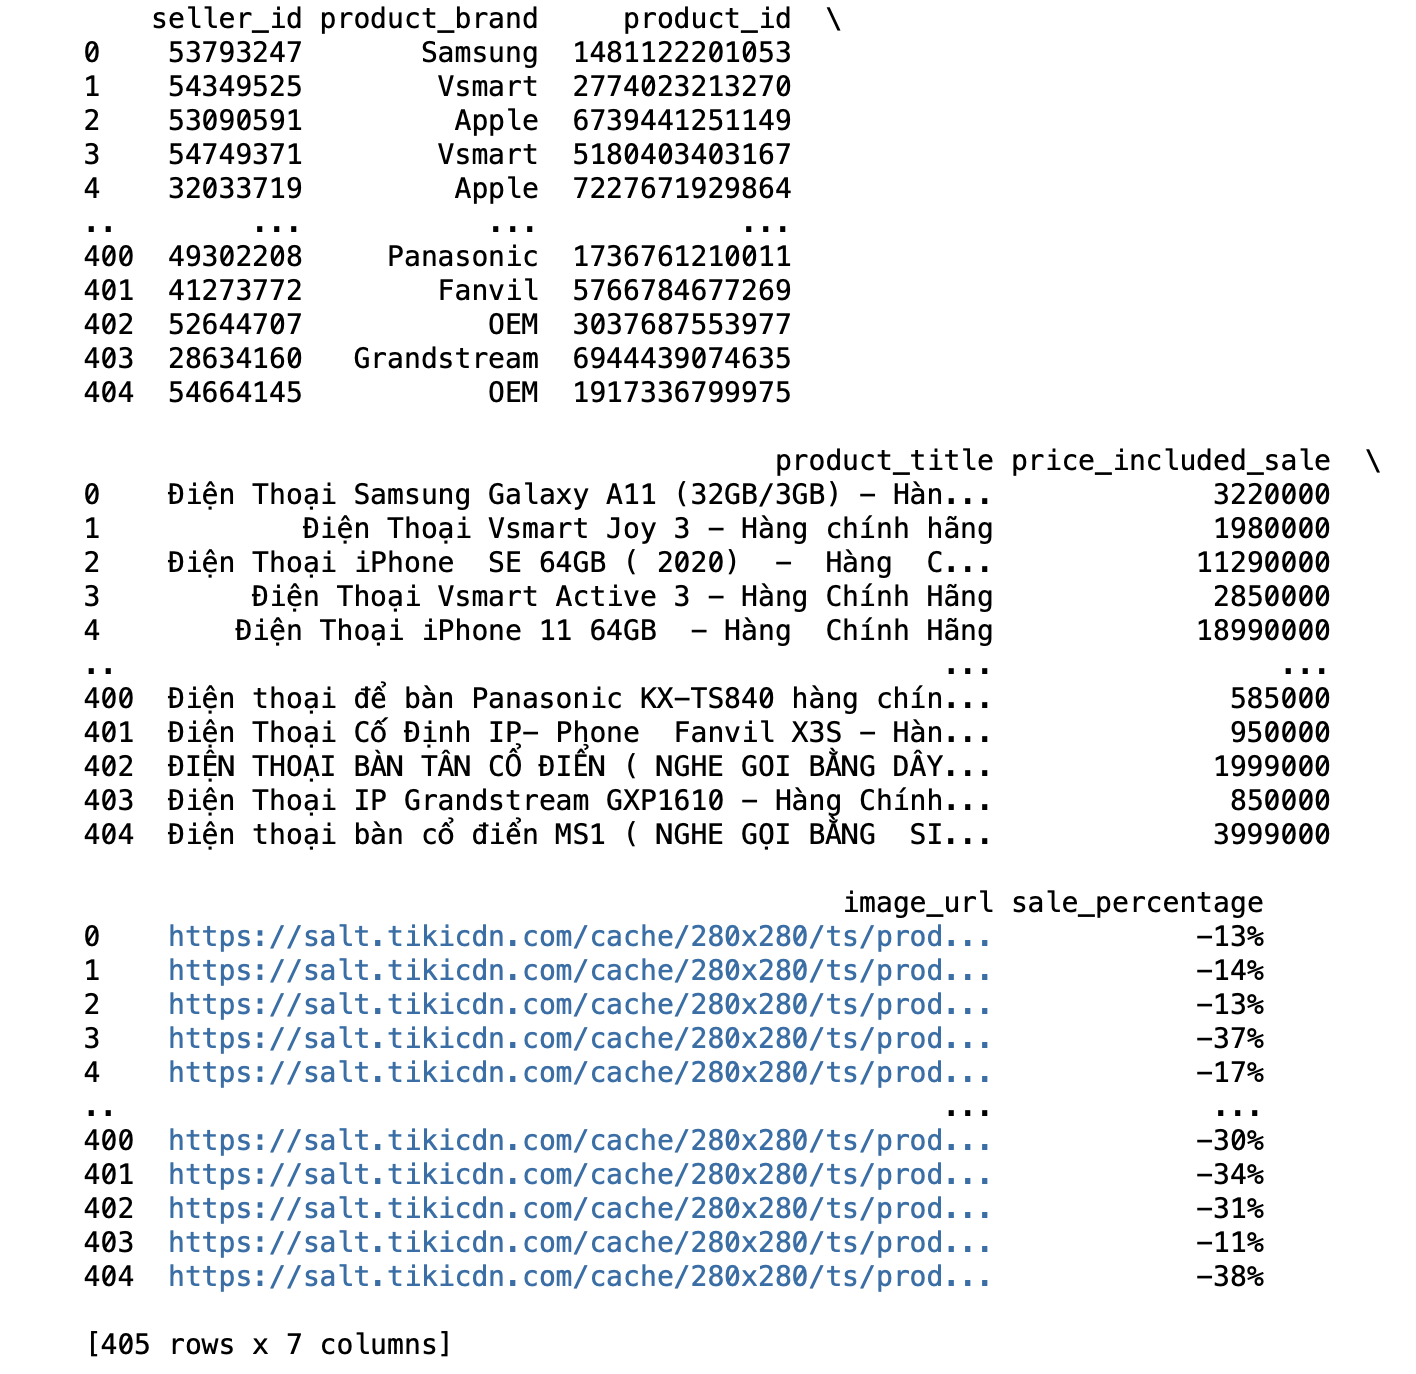 seller_id product_brand product_id \
0 53793247 Samsung 1481122201053
1 54349525 Vsmart 2774023213270
2 53090591 Apple 6739441251149
3 54749371 Vsmart 5180403403167
4 32033719 Apple 7227671929864
.. ... ... ...
400 49302208 Panasonic 1736761210011
401 41273772 Fanvil 5766784677269
402 52644707 OEM 3037687553977
403 28634160 Grandstream 6944439074635
404 54664145 OEM 1917336799975
product_title price_included_sale \
0 Điện Thoại Samsung Galaxy A11 (32GB/3GB) - Hàn... 3220000
1 Điện Thoại Vsmart Joy 3 - Hàng chính hãng 1980000
2 Điện Thoại iPhone  SE 64GB ( 2020)  -  Hàng  C... 11290000
3 Điện Thoại Vsmart Active 3 - Hàng Chính Hãng 2850000
4 Điện Thoại iPhone 11 64GB  - Hàng  Chính Hãng 18990000
.. ... ...
400 Điện thoại để bàn Panasonic KX-TS840 hàng chín... 585000
401 Điện Thoại Cố Định IP- Phone  Fanvil X3S - Hàn... 950000
402 ĐIỆN THOẠI BÀN TÂN CỔ ĐIỂN ( NGHE GOI BẰNG DÂY... 1999000
403 Điện Thoại IP Grandstream GXP1610 - Hàng Chính... 850000
404 Điện thoại bàn cổ điển MS1 ( NGHE GỌI BẰNG  SI... 3999000
image_url sale_percentage
0 https://salt.tikicdn.com/cache/280x280/ts/prod... -13%
1 https://salt.tikicdn.com/cache/280x280/ts/prod... -14%
2 https://salt.tikicdn.com/cache/280x280/ts/prod... -13%
3 https://salt.tikicdn.com/cache/280x280/ts/prod... -37%
4 https://salt.tikicdn.com/cache/280x280/ts/prod... -17%
.. ... ...
400 https://salt.tikicdn.com/cache/280x280/ts/prod... -30%
401 https://salt.tikicdn.com/cache/280x280/ts/prod... -34%
402 https://salt.tikicdn.com/cache/280x280/ts/prod... -31%
403 https://salt.tikicdn.com/cache/280x280/ts/prod... -11%
404 https://salt.tikicdn.com/cache/280x280/ts/prod... -38%
[405 rows x 7 columns]